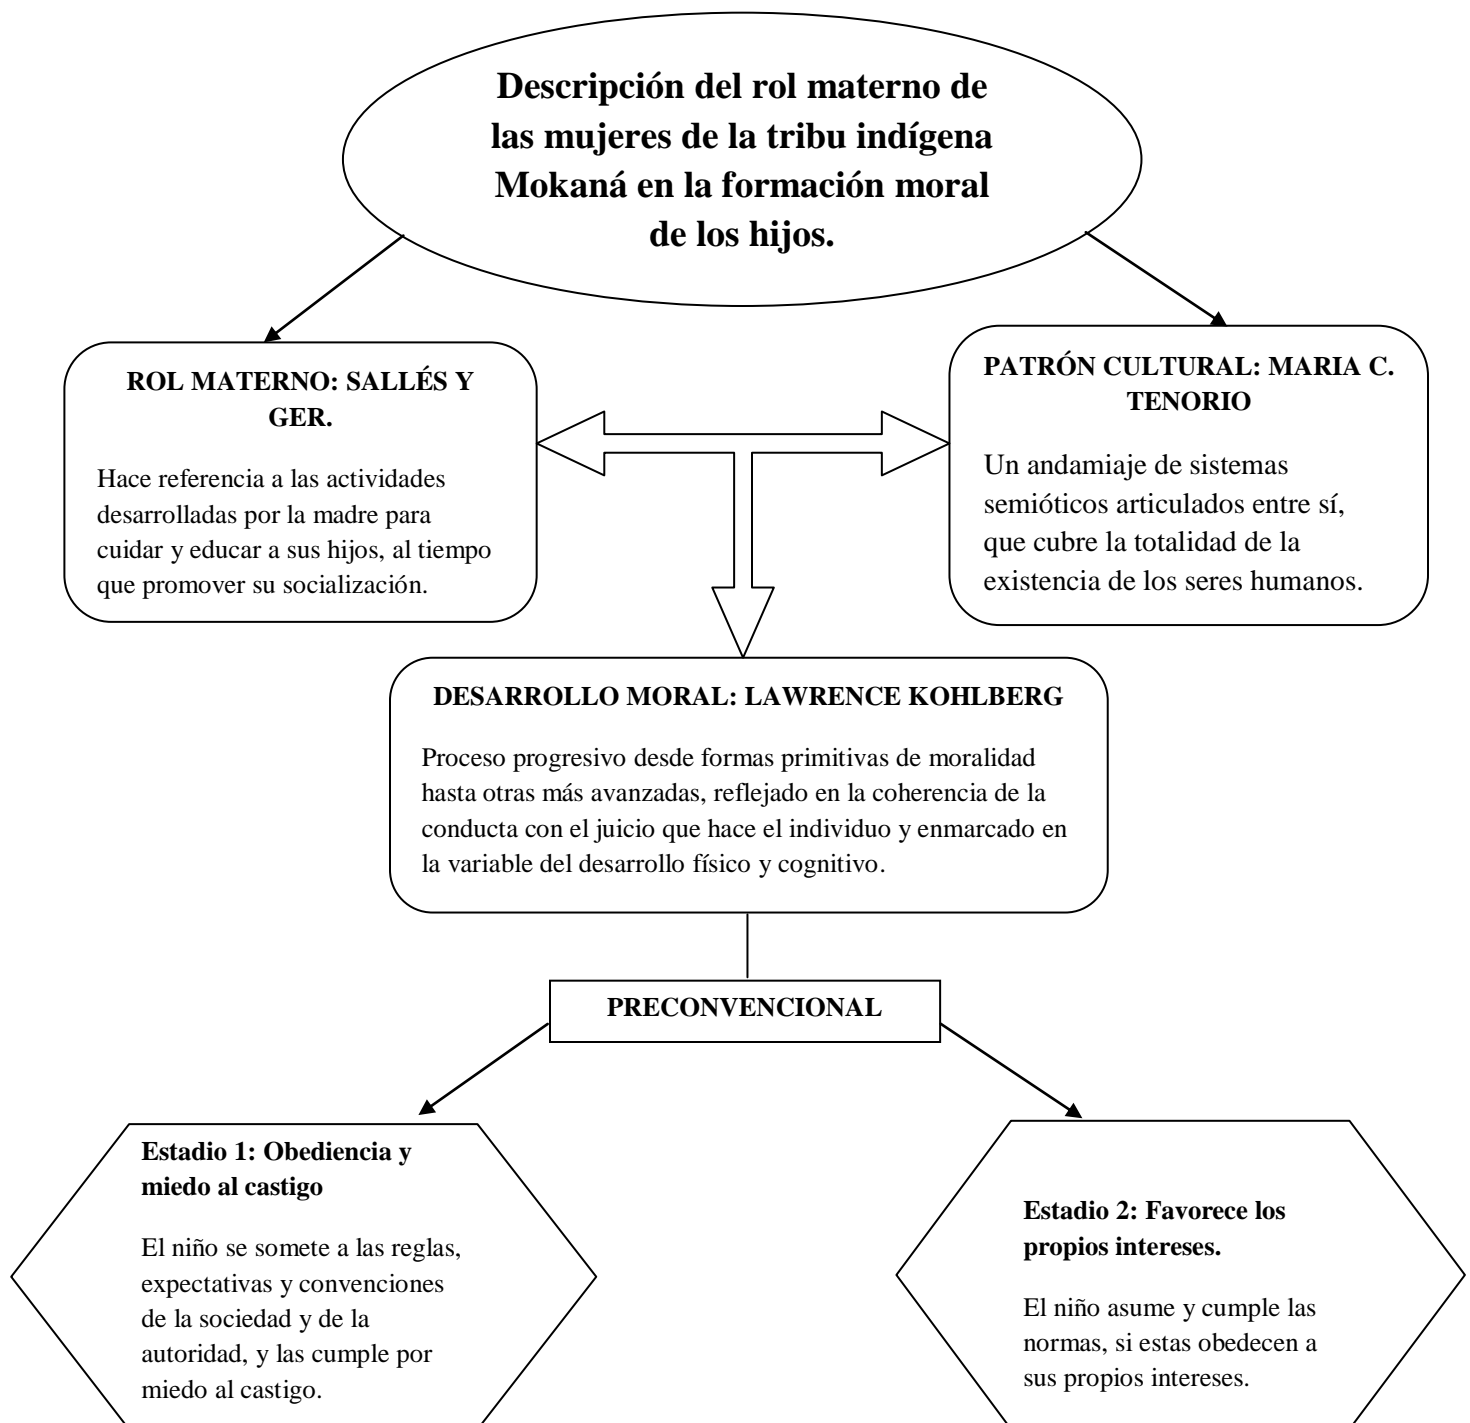 Descripción del rol materno de
las mujeres de la tribu indígena
Mokaná en la formación moral
de los hijos.
ROL MATERNO: SALLÉS Y
GER.
Hace referencia a las actividades
desarrolladas por la madre para
cuidar y educar a sus hijos, al tiempo
que promover su socialización.
PATRÓN CULTURAL: MARIA C.
TENORIO
Un andamiaje de sistemas
semióticos articulados entre sí,
que cubre la totalidad de la
existencia de los seres humanos.
DESARROLLO MORAL: LAWRENCE KOHLBERG
Proceso progresivo desde formas primitivas de moralidad
hasta otras más avanzadas, reflejado en la coherencia de la
conducta con el juicio que hace el individuo y enmarcado en
la variable del desarrollo físico y cognitivo.
PRECONVENCIONAL
Estadio 1: Obediencia y
miedo al castigo
El niño se somete a las reglas,
expectativas y convenciones
de la sociedad y de la
autoridad, y las cumple por
miedo al castigo.
Estadio 2: Favorece los
propios intereses.
El niño asume y cumple las
normas, si estas obedecen a
sus propios intereses.